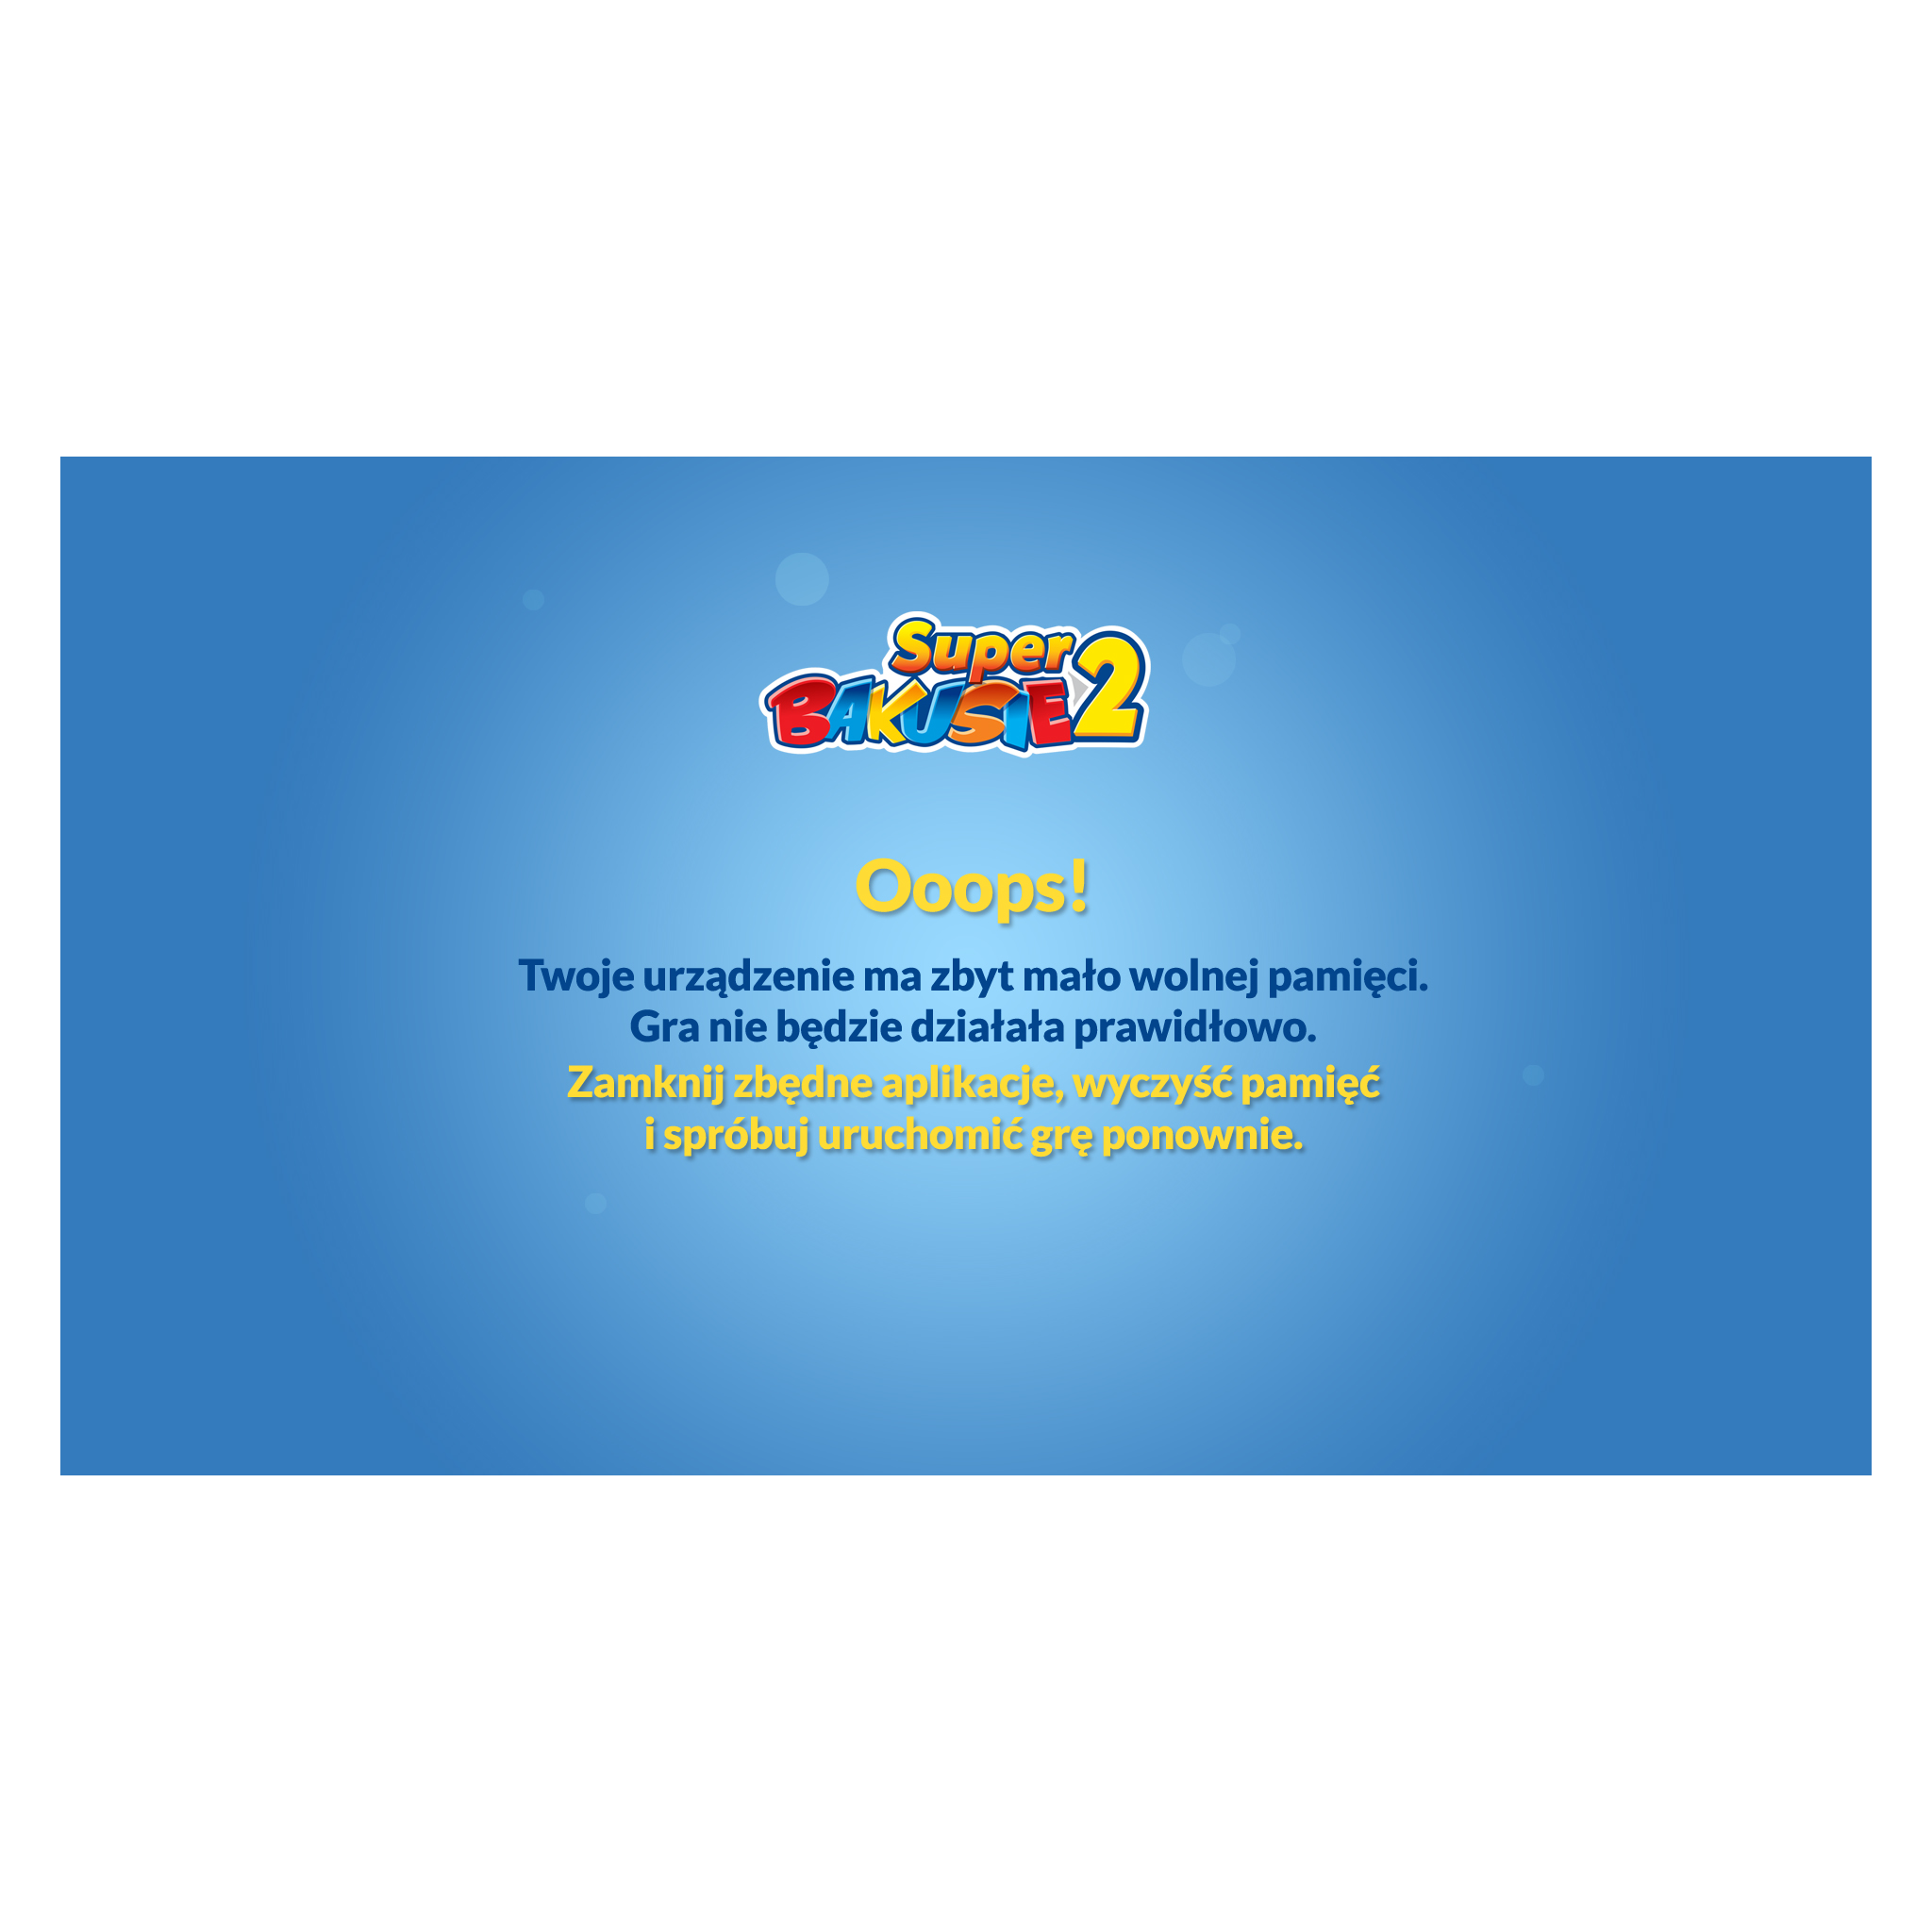 Super
BAKUSIE 2
Ooops!
Twoje urządzenie ma zbyt mało wolnej pamięci.
Gra nie będzie działała prawidłowo.
Zamknij zbędne aplikacje, wyczyść pamięć
i spróbuj uruchomić grę ponownie.